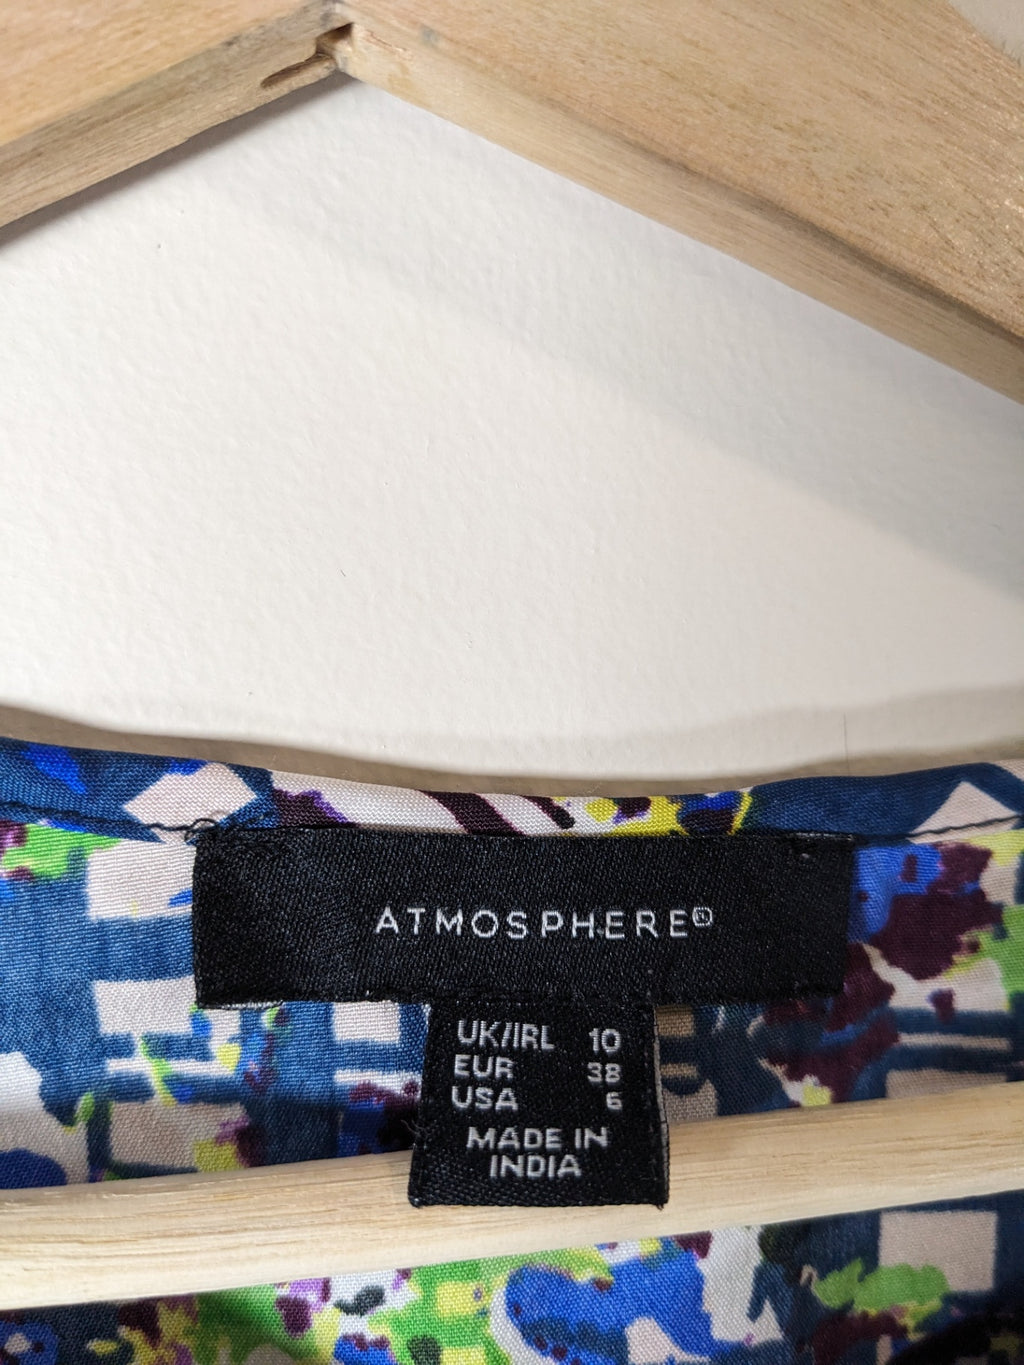 ATMOSPHERE®
UK/IRL 10
EUR 38
USA 6
MADE IN
INDIA